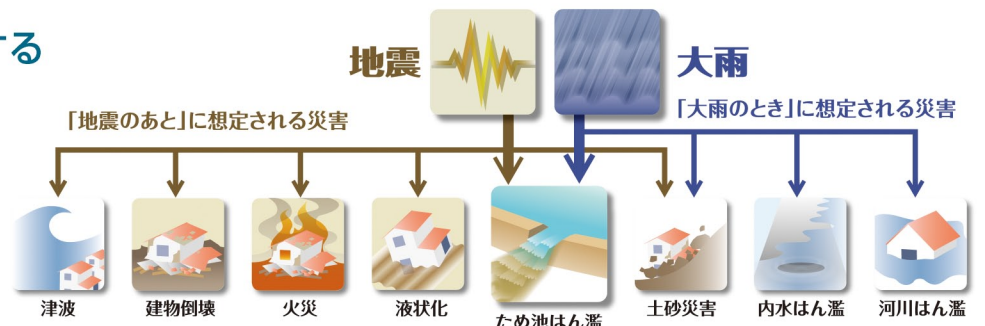 する
地震
大雨
「地震のあと」に想定される災害
「大雨のとき」に想定される災害
津波
建物倒壊
火災
液状化
ため池はん濫
土砂災害
内水はん濫
河川はん濫